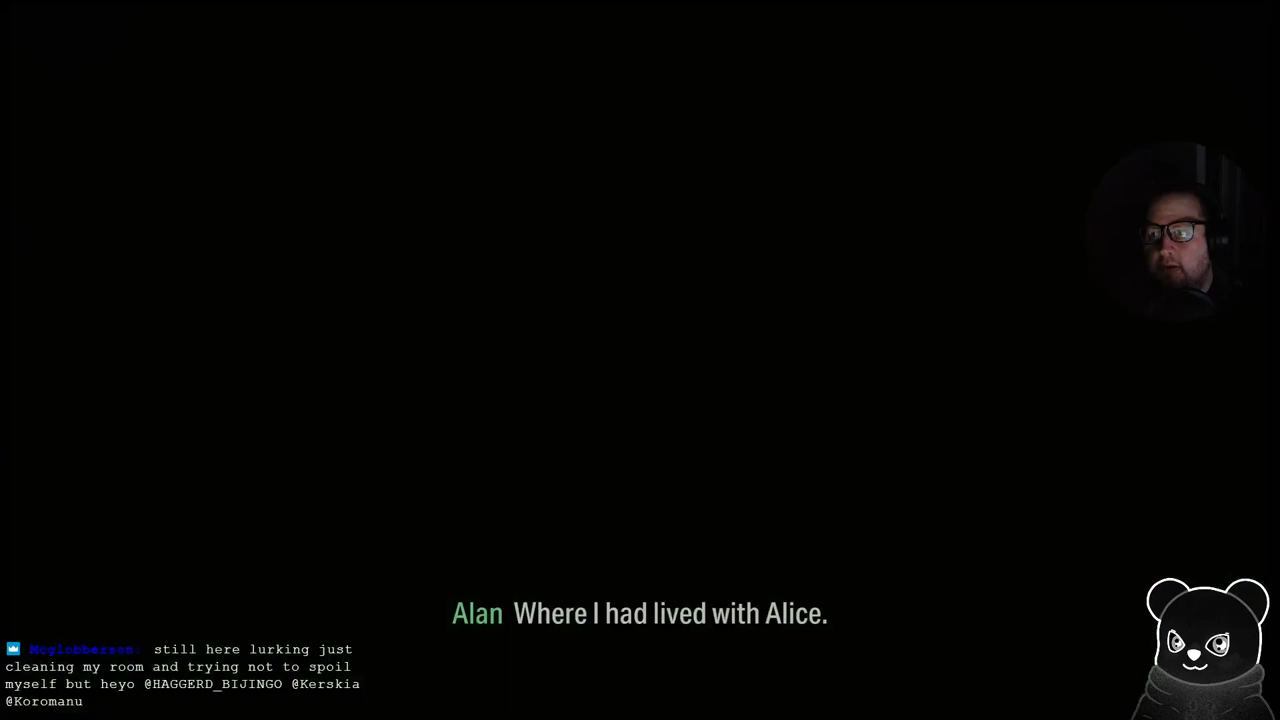 Alan Where I had lived with Alice.
Mcglobberson: still here lurking just
cleaning my room and trying not to spoil
myself but heyo @HAGGERD_BIJINGO @Kerskia
@Koromanu